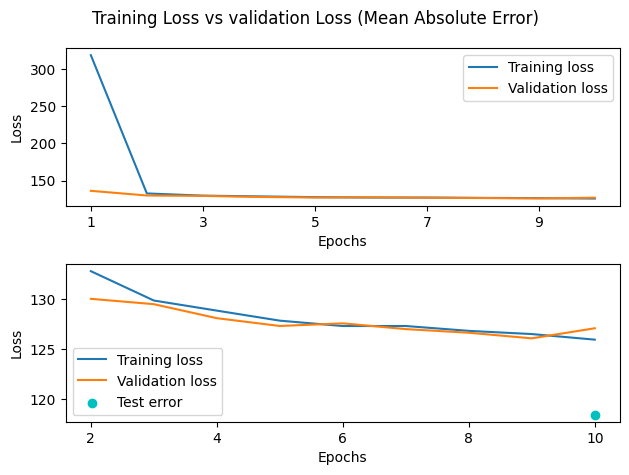 Training Loss vs validation Loss (Mean Absolute Error)
300
250
200
150
Loss
Training loss
Validation loss
1 3 5 7 9
Epochs
130
125
120
Loss
Training loss
Validation loss
Test error
2 4 6 8 10
Epochs